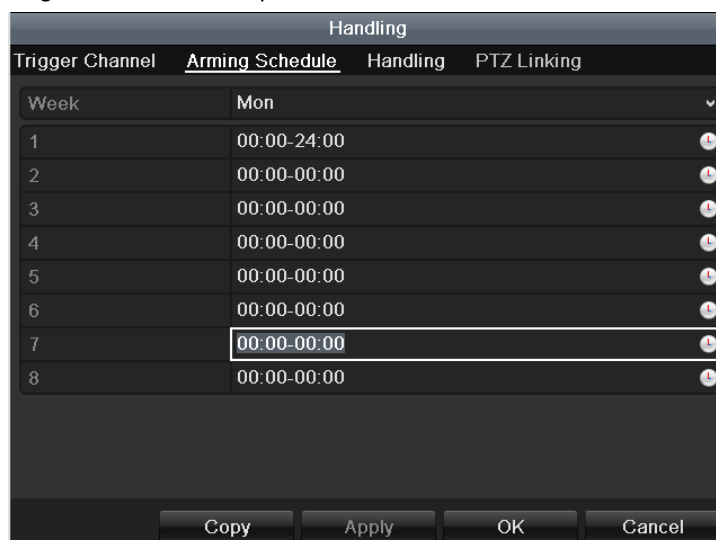 Handling
Trigger Channel Arming Schedule Handling PTZ Linking
Week Mon
1 00:00-24:00
2 00:00-00:00
3 00:00-00:00
4 00:00-00:00
5 00:00-00:00
6 00:00-00:00
7 00:00-00:00
8 00:00-00:00
Copy Apply OK Cancel